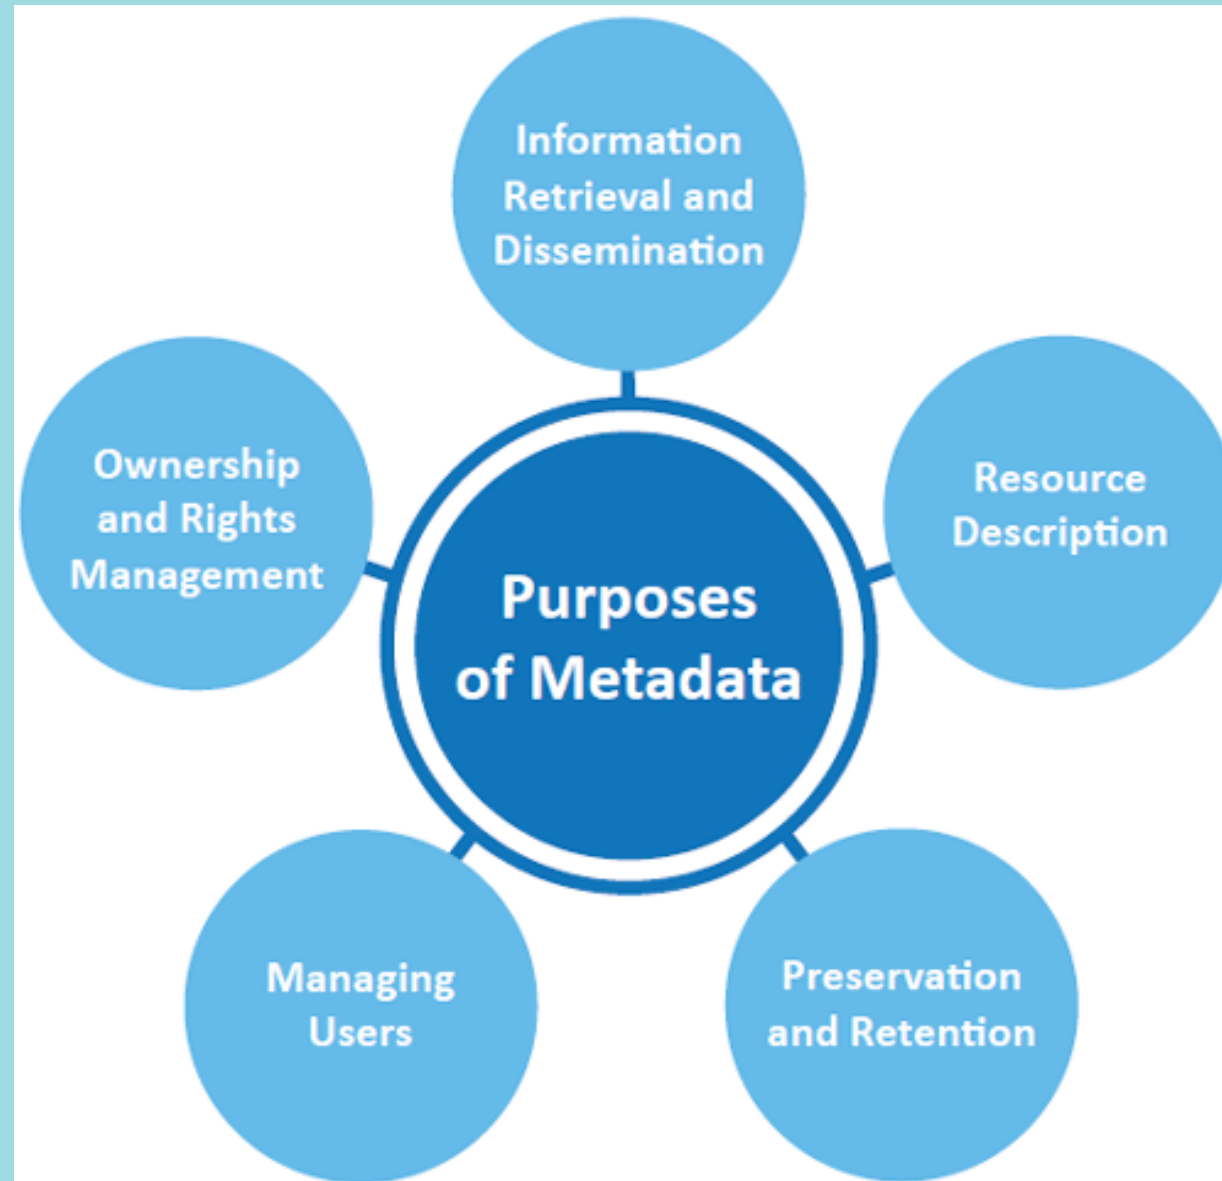 Information
Retrieval and
Dissemination
Ownership
and Rights
Management
Resource
Description
Purposes
of Metadata
Managing
Users
Preservation
and Retention